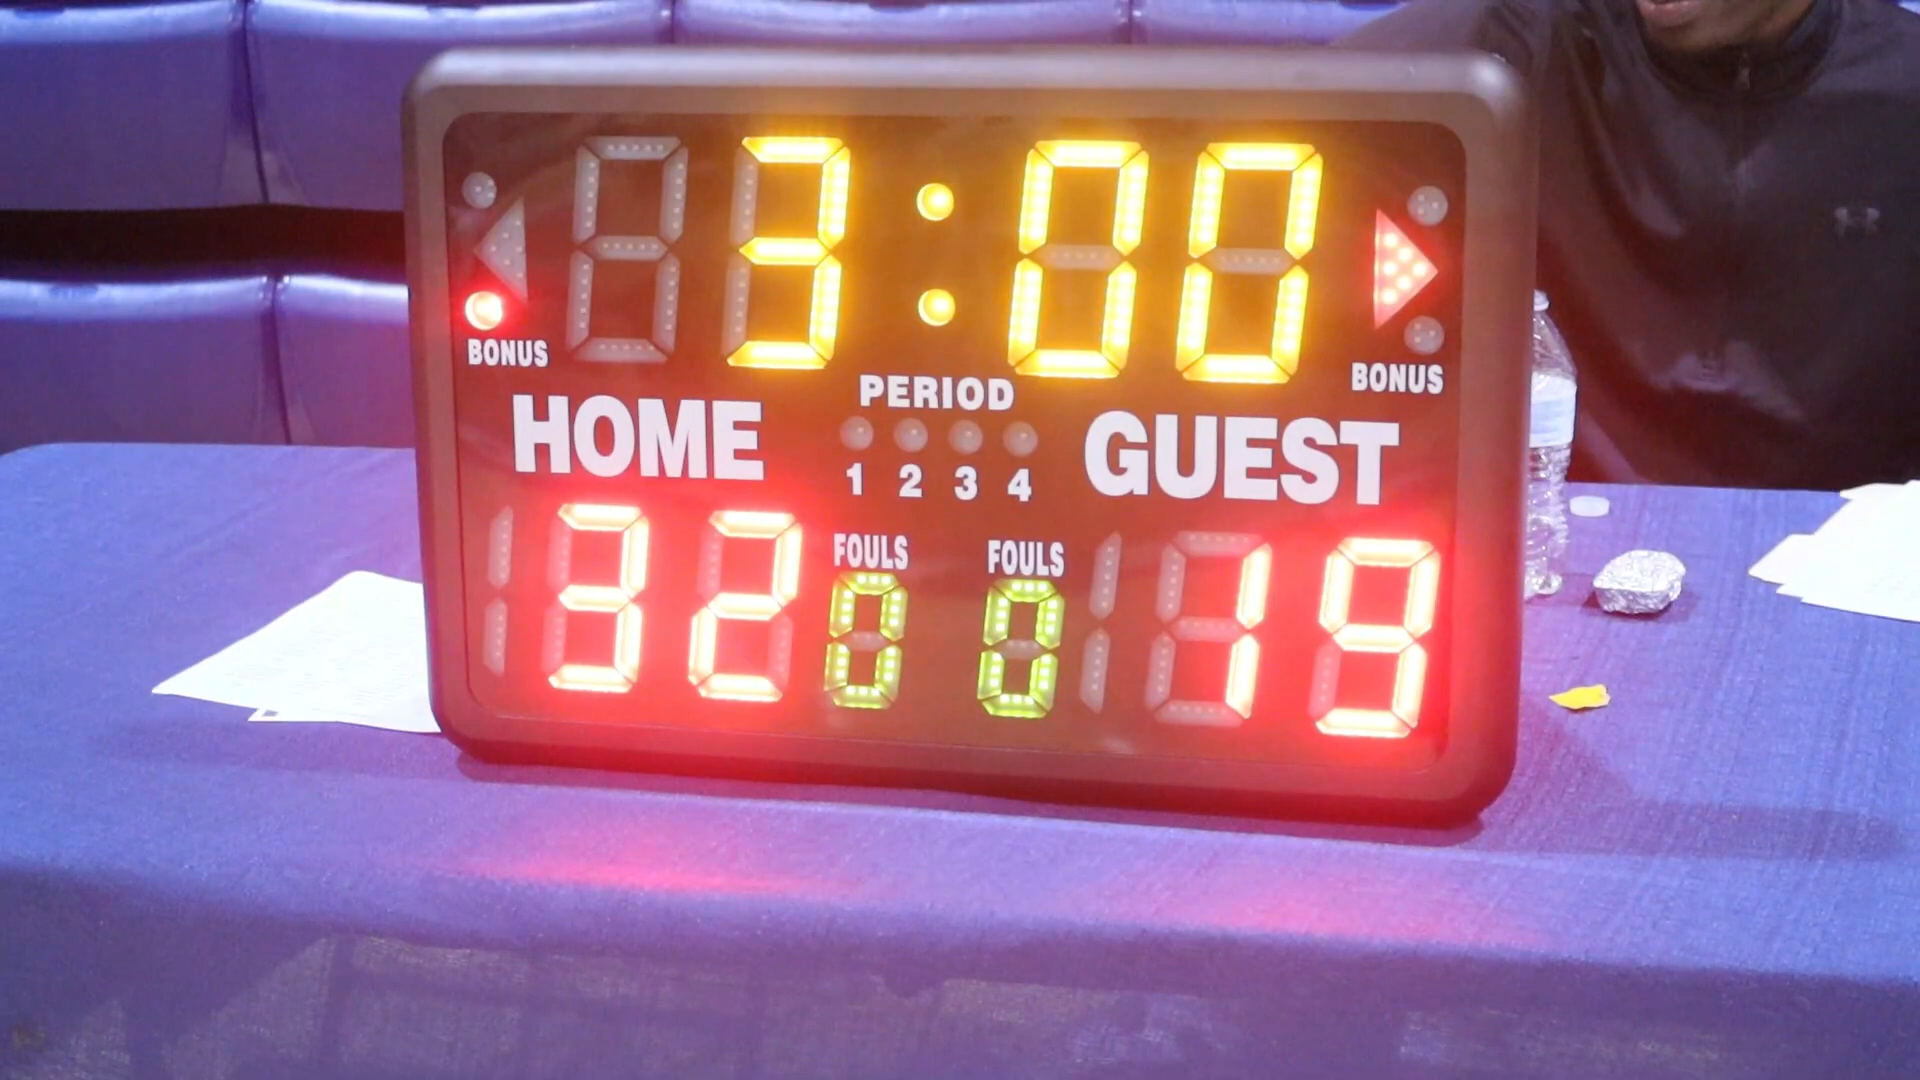 3:00
BONUS
BONUS
PERIOD
HOME
GUEST
1 2 3 4
FOULS
FOULS
32
0
0
19